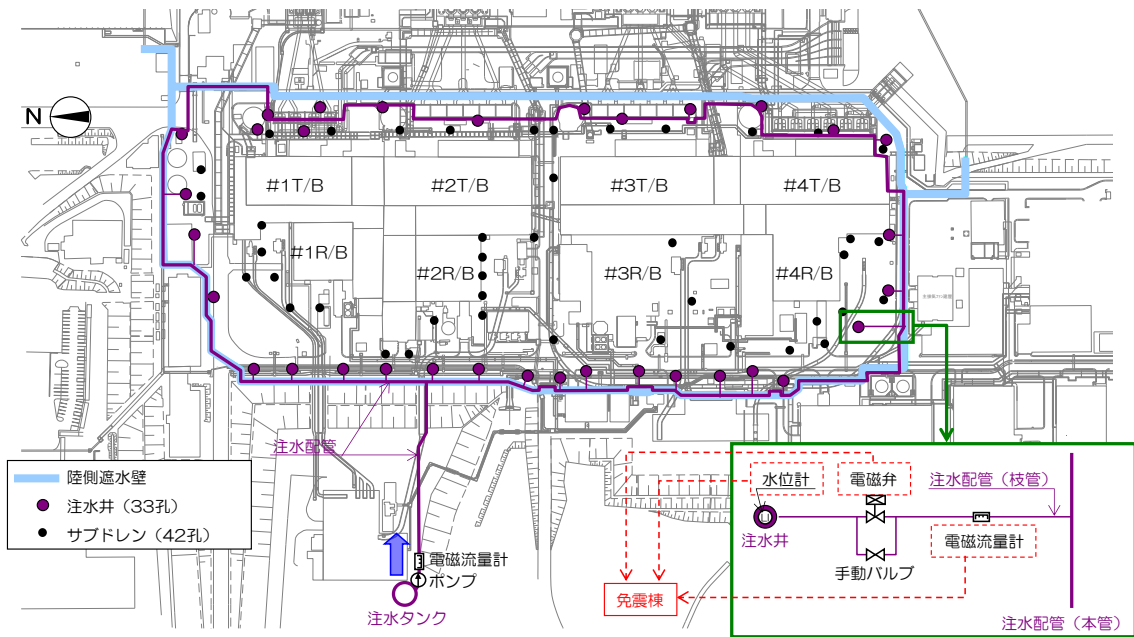 N
#1T/B
#2T/B
#3T/B
#4T/B
#1R/B
#2R/B
#3R/B
#4R/B
注水配管
陸側遮水壁
注水井（33孔）
サブドレン（42孔）
電磁流量計
ポンプ
注水タンク
水位計
電磁弁
注水配管（枝管）
注水井
電磁流量計
手動バルブ
免震棟
注水配管（本管）